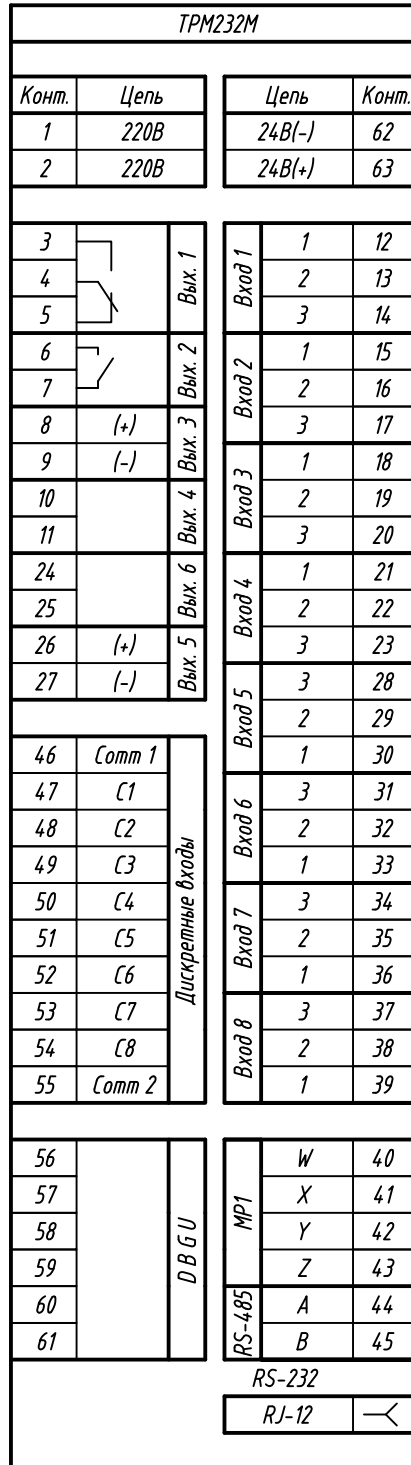 ТРМ232М
Конт. Цепь Цепь Конт.
1 220В 24В(-) 62
2 220В 24В(+) 63
3 Вых. 1 Вход 1 1 12
4 2 13
5 3 14
6 Вых. 2 Вход 2 1 15
7 2 16
8 (+) Вых. 3 3 17
9 (-) Вход 3 1 18
10 Вых. 4 2 19
11 3 20
24 Вых. 6 Вход 4 1 21
25 2 22
26 (+) Вых. 5 3 23
27 (-) Вход 5 3 28
2 29
46 Comm 1 Дискретные входы 1 30
47 C1 Вход 6 3 31
48 C2 2 32
49 C3 1 33
50 C4 Вход 7 3 34
51 C5 2 35
52 C6 1 36
53 C7 Вход 8 3 37
54 C8 2 38
55 Comm 2 1 39
56 D B G U MP1 W 40
57 X 41
58 Y 42
59 Z 43
60 RS-485 A 44
61 B 45
RS-232
RJ-12